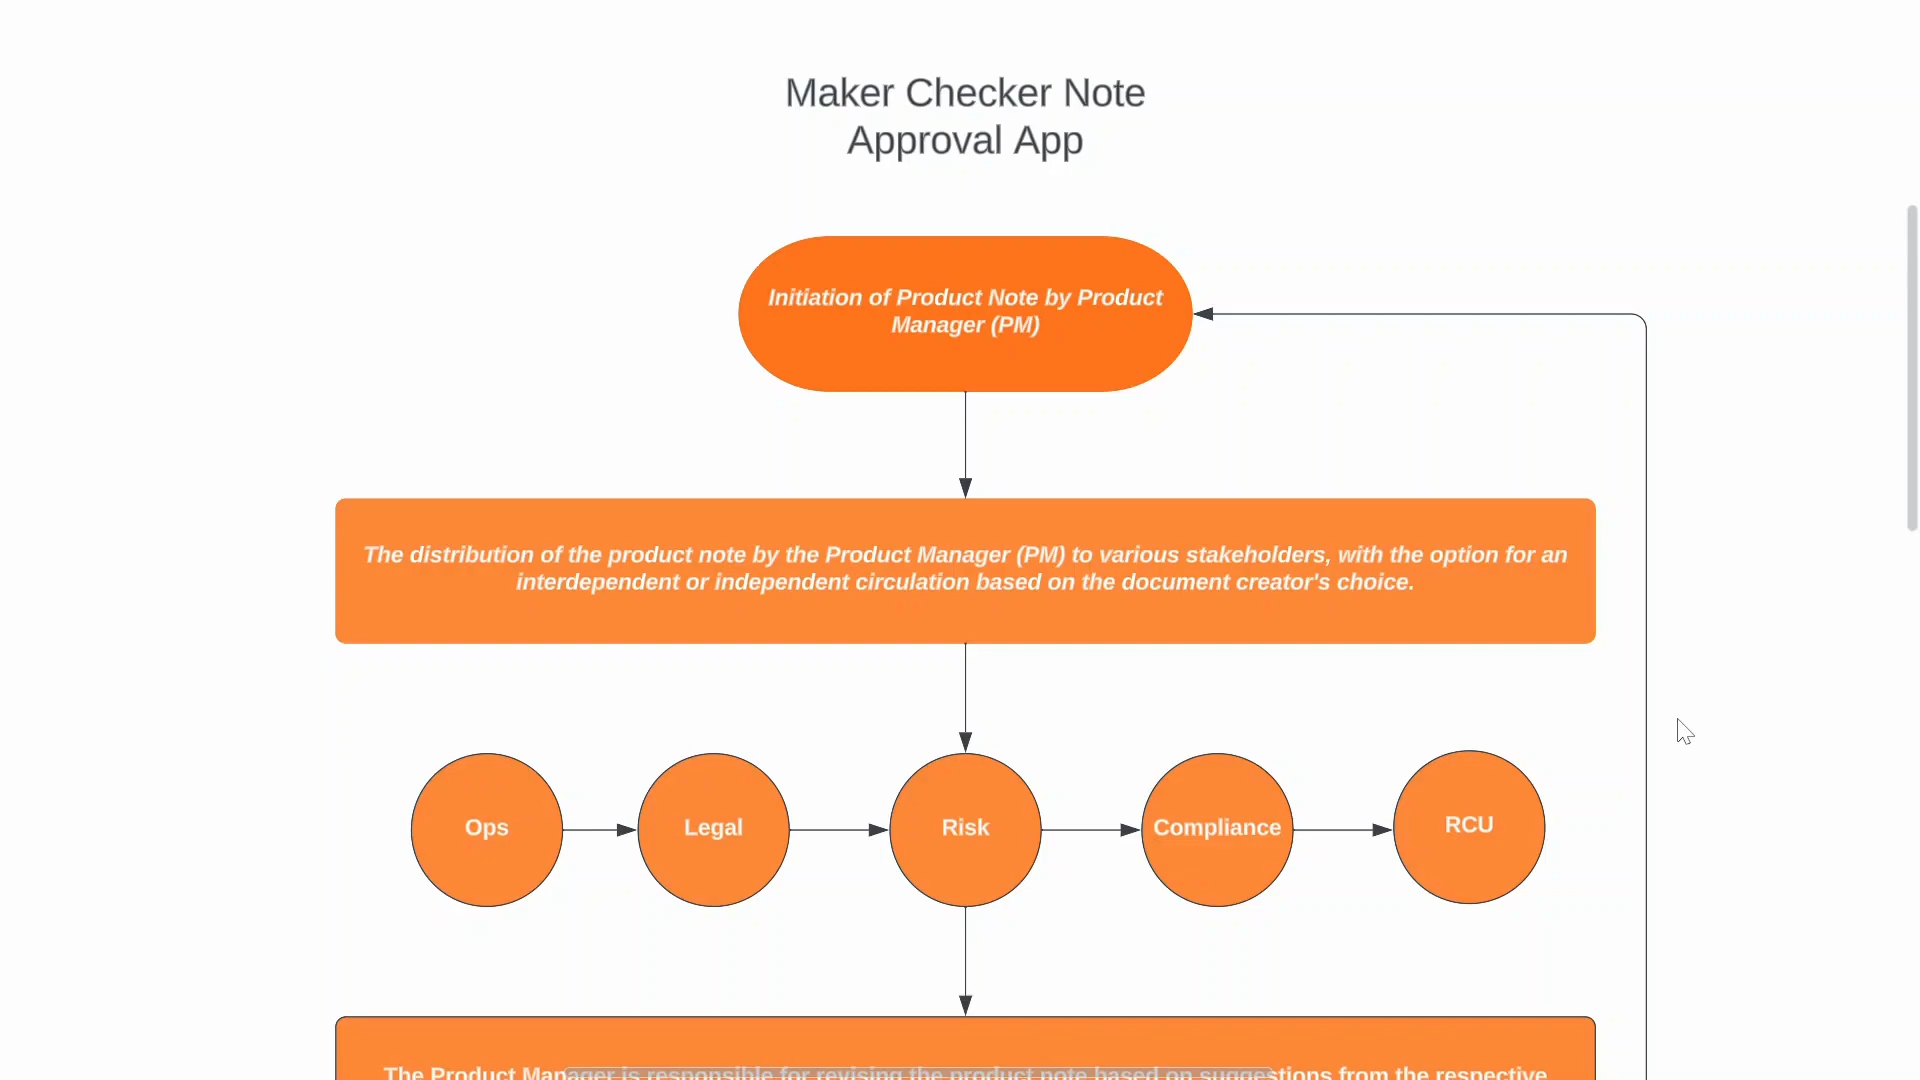 Maker Checker Note
Approval App
Initiation of Product Note by Product
Manager (PM)
The distribution of the product note by the Product Manager (PM) to various stakeholders, with the option for an
interdependent or independent circulation based on the document creator's choice.
Ops
Legal
Risk
Compliance
RCU
The Product Manager is responsible for revising the product note based on suggestions from the respective